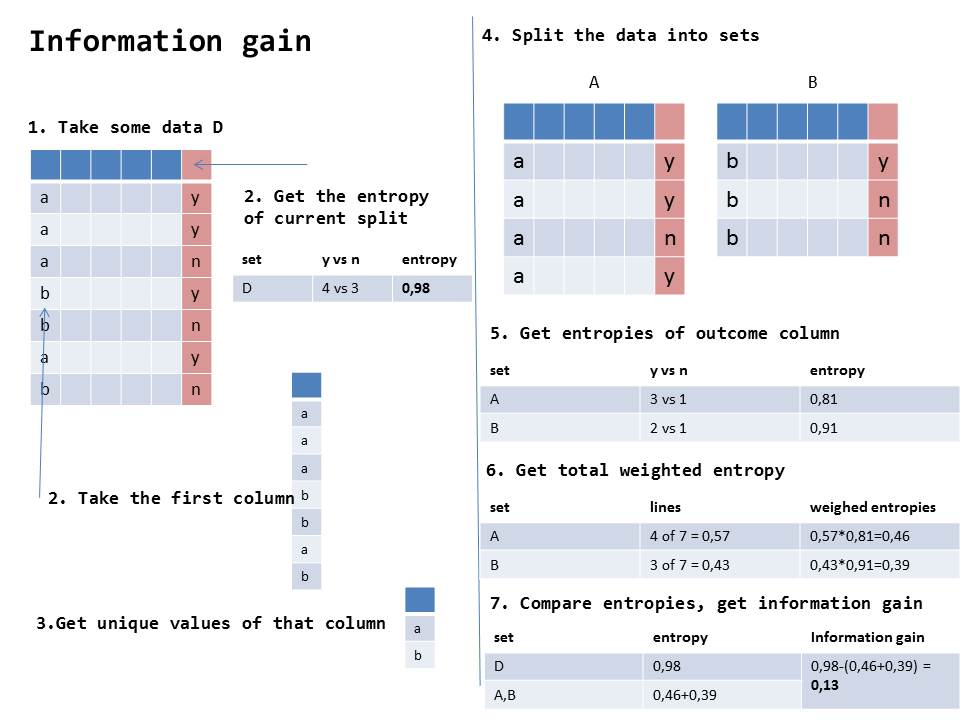 Information gain
1. Take some data D
a y
a y
a n
b y
b n
a y
b n
2. Get the entropy
of current split
set y vs n entropy
D 4 vs 3 0,98
2. Take the first column
a
a
a
b
b
a
b
3.Get unique values of that column
a
b
4. Split the data into sets
A B
a y b y
a y b n
a n b n
a y
5. Get entropies of outcome column
set y vs n entropy
A 3 vs 1 0,81
B 2 vs 1 0,91
6. Get total weighted entropy
set lines weighed entropies
A 4 of 7 = 0,57 0,57*0,81=0,46
B 3 of 7 = 0,43 0,43*0,91=0,39
7. Compare entropies, get information gain
set entropy Information gain
D 0,98 0,98-(0,46+0,39) =
0,13
A,B 0,46+0,39